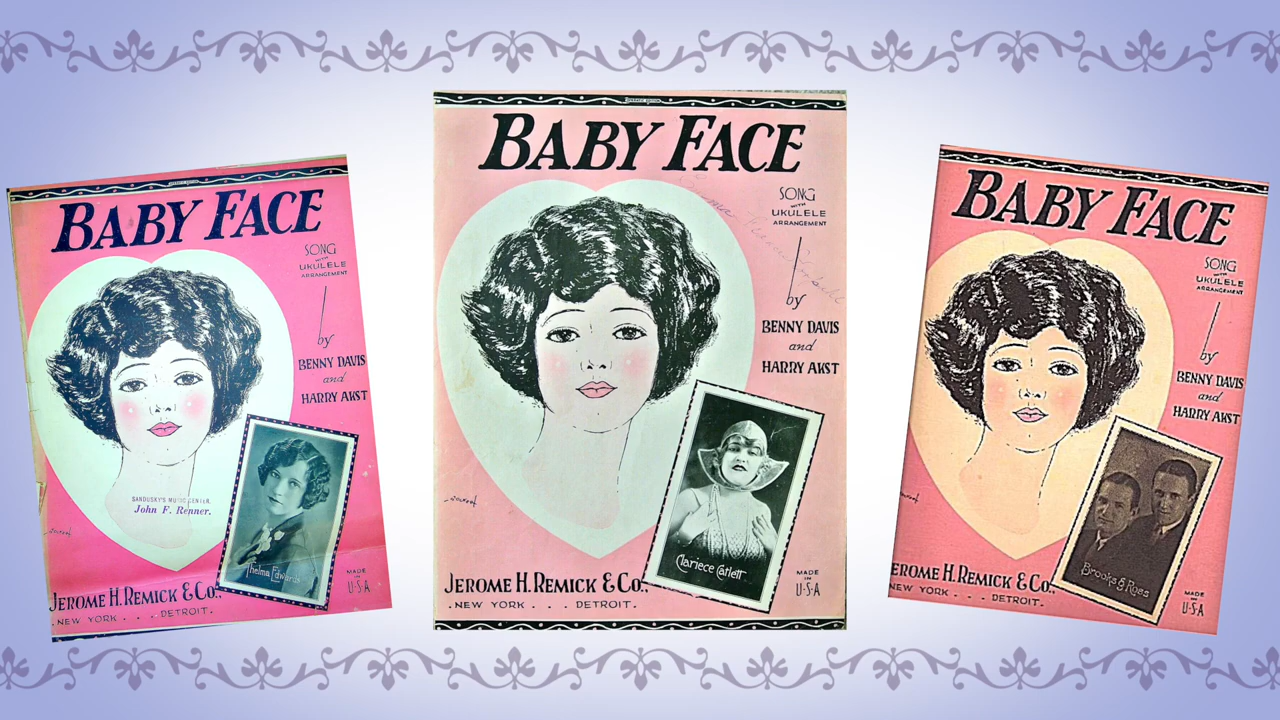 BABY FACE
SONG
WITH
UKULELE
ARRANGEMENT
by
BENNY DAVIS
and
HARRY AKST
SANDUSKY'S MUSIC CENTER.
John F. Renner.
Thelma Edwards
JEROME H. REMICK & CO.,
. NEW YORK . . . DETROIT.
MADE
IN
U·S·A
BABY FACE
SONG
WITH
UKULELE
ARRANGEMENT
by
BENNY DAVIS
and
HARRY AKST
Clariece Catlett
JEROME H. REMICK & CO.,
. NEW YORK . . . DETROIT.
MADE
IN
U·S·A
BABY FACE
SONG
WITH
UKULELE
ARRANGEMENT
by
BENNY DAVIS
and
HARRY AKST
Brooks & Ross
JEROME H. REMICK & CO.,
. NEW YORK . . . DETROIT.
MADE
IN
U·S·A